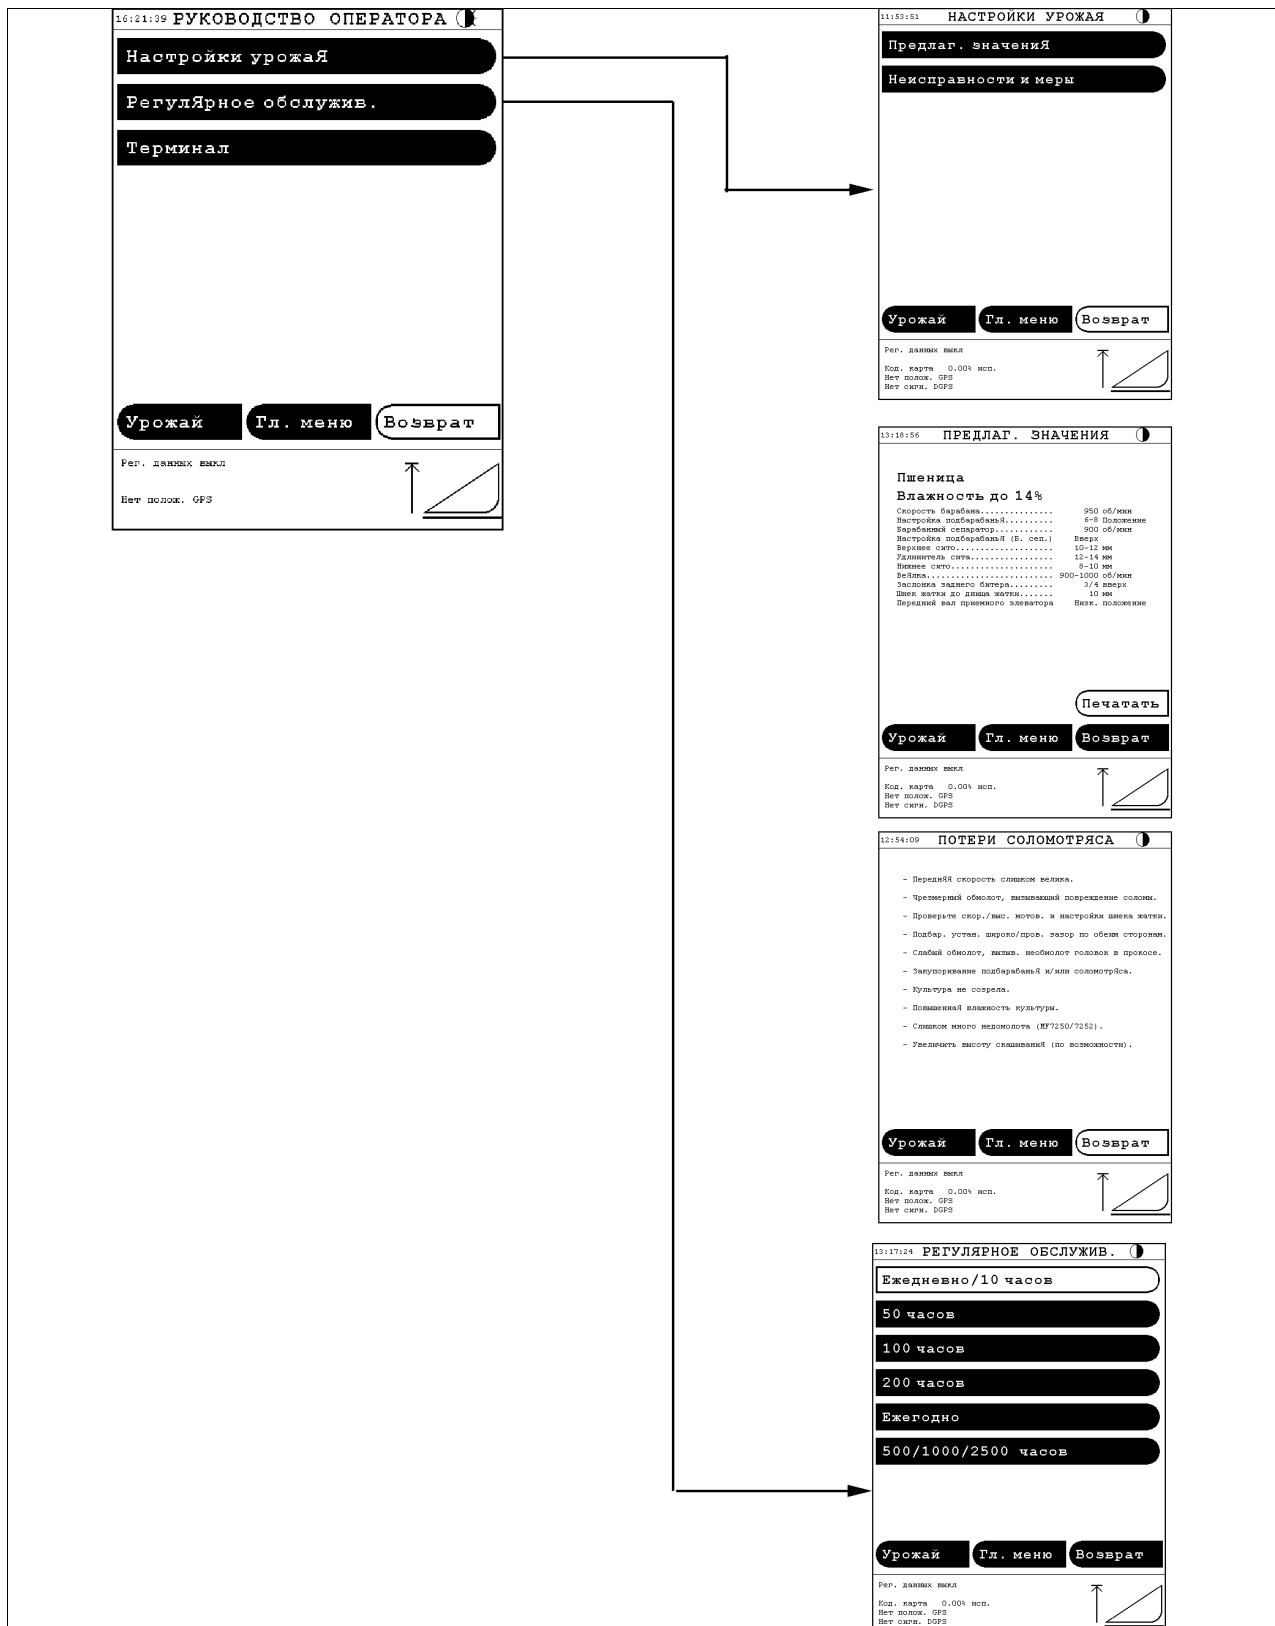 16:21:39 РУКОВОДСТВО ОПЕРАТОРА
Настройки урожаЯ
РегулЯрное обслужив.
Терминал
Урожай Гл. меню Возврат
Рег. данных выкл
Нет полож. GPS
11:53:51 НАСТРОЙКИ УРОЖАЯ
Предлаг. значениЯ
Неисправности и меры
Урожай Гл. меню Возврат
Рег. данных выкл
Код. карта 0.00% исп.
Нет полож. GPS
Нет сигн. DGPS
13:18:56 ПРЕДЛАГ. ЗНАЧЕНИЯ
Пшеница
Влажность до 14%
Скорость барабана............... 950 об/мин
Настройка подбарабаньЯ.......... 6-8 Положение
Барабанный сепаратор............ 900 об/мин
Настройка подбарабаньЯ (Б. сеп.) Вверх
Верхнее сито.................... 10-12 мм
Удлинитель сита................. 12-14 мм
Нижнее сито..................... 8-10 мм
ВеЯлка.......................... 900-1000 об/мин
Заслонка заднего битера......... 3/4 вверх
Шнек жатки до днища жатки....... 10 мм
Передний вал приемного элеватора Низк. положение
Печатать
Урожай Гл. меню Возврат
Рег. данных выкл
Код. карта 0.00% исп.
Нет полож. GPS
Нет сигн. DGPS
12:54:09 ПОТЕРИ СОЛОМОТРЯСА
- ПереднЯЯ скорость слишком велика.
- Чрезмерный обмолот, вызывающий повреждение соломы.
- Проверьте скор./выс. мотов. и настройки шнека жатки.
- Подбар. устан. широко/пров. зазор по обеим сторонам.
- Слабый обмолот, вызыв. необмолот головок в прокосе.
- Закупоривание подбарабаньЯ и/или соломотрЯса.
- Культура не созрела.
- ПовышеннаЯ влажность культуры.
- Слишком много недомолота (MF7250/7252).
- Увеличить высоту скашиваниЯ (по возможности).
Урожай Гл. меню Возврат
Рег. данных выкл
Код. карта 0.00% исп.
Нет полож. GPS
Нет сигн. DGPS
13:17:24 РЕГУЛЯРНОЕ ОБСЛУЖИВ.
Ежедневно/10 часов
50 часов
100 часов
200 часов
Ежегодно
500/1000/2500 часов
Урожай Гл. меню Возврат
Рег. данных выкл
Код. карта 0.00% исп.
Нет полож. GPS
Нет сигн. DGPS